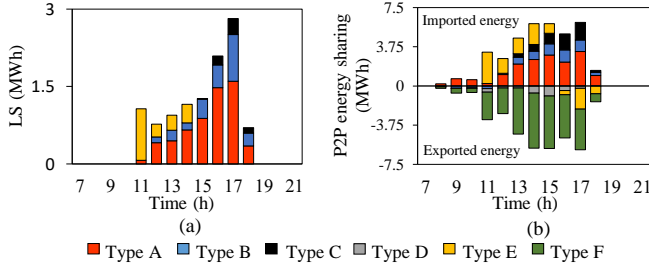 3
1.5
0
LS (MWh)
7 9 11 13 15 17 19 21
Time (h)
(a)
7.5
3.75
0
-3.75
-7.5
P2P energy sharing
(MWh)
Imported energy
Exported energy
7 9 11 13 15 17 19 21
Time (h)
(b)
Type A Type B Type C Type D Type E Type F